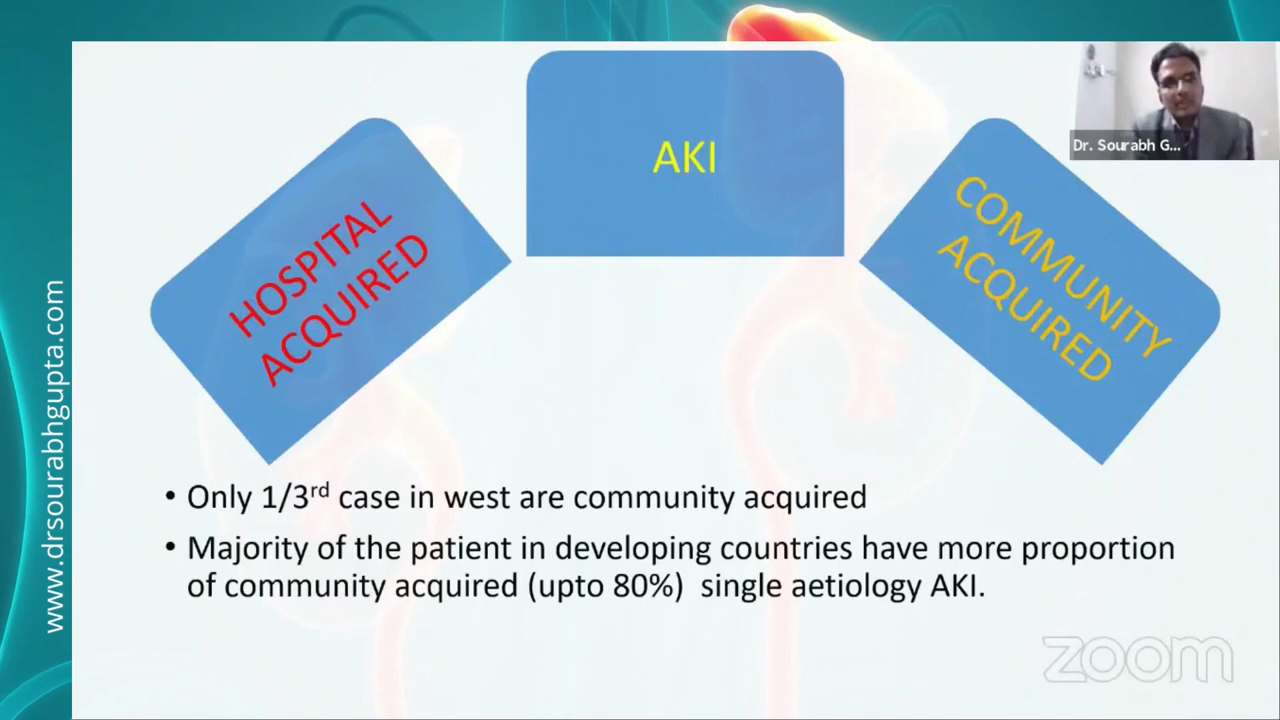 AKI
HOSPITAL
ACQUIRED
COMMUNITY
ACQUIRED
Dr. Sourabh G...
• Only 1/3rd case in west are community acquired
• Majority of the patient in developing countries have more proportion
of community acquired (upto 80%) single aetiology AKI.
www.drsourabhgupta.com
zoom